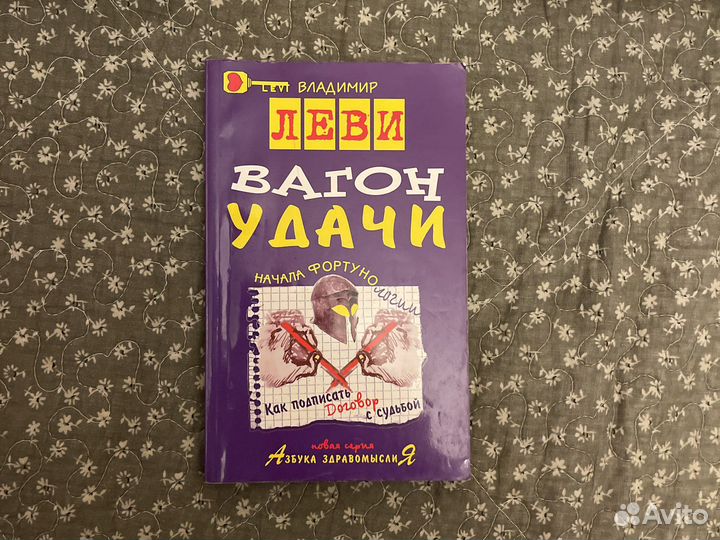 LEVI ВЛАДИМИР
ЛЕВИ
ВАГОН
УДАЧИ
НАЧАЛА ФОРТУНОЛОГИИ
Как подписать
Договор
с судьбой
новая серия
АЗБУКА ЗДРАВОМЫСЛИЯ
Avito